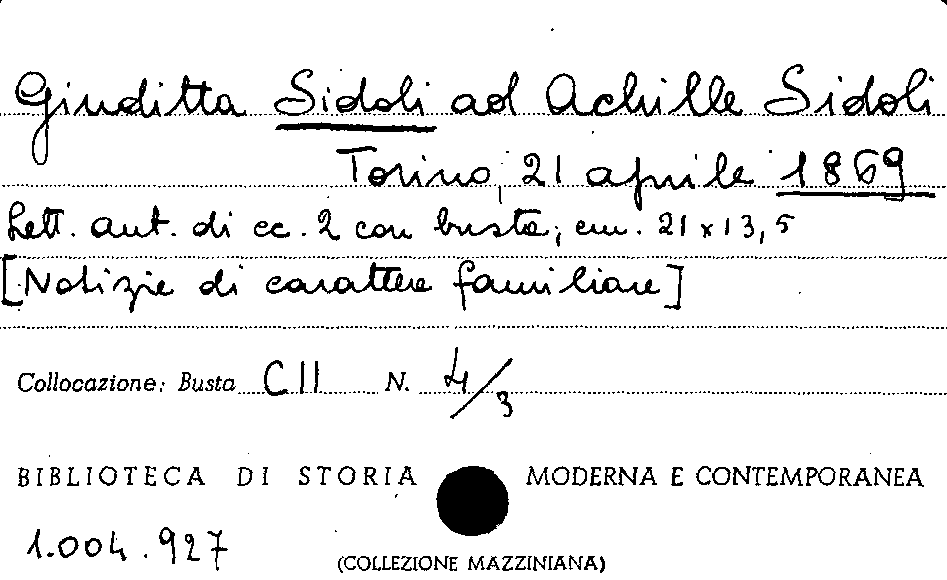 Giuditta Sidoli ad Achille Sidoli
Torino, 21 aprile 1869
Lett. aut. di cc. 2 con busta; cm. 21 x 13,5
[Notizie di carattere familiare]
Collocazione: Busta CII N. 4/3
BIBLIOTECA DI STORIA MODERNA E CONTEMPORANEA
1.004.927 (COLLEZIONE MAZZINIANA)